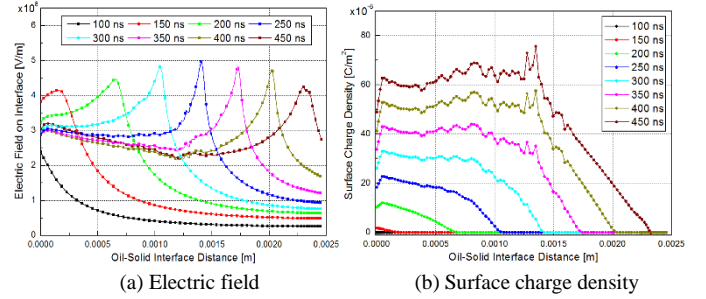 x10⁸
100 ns 150 ns 200 ns 250 ns
300 ns 350 ns 400 ns 450 ns
Electric Field on Interface [V/m]
6
5
4
3
2
1
0
0.0000 0.0005 0.0010 0.0015 0.0020 0.0025
Oil-Solid Interface Distance [m]
(a) Electric field
x10⁻⁵
100 ns
150 ns
200 ns
250 ns
300 ns
350 ns
400 ns
450 ns
Surface Charge Density [C/m²]
80
60
40
20
0
0.0000 0.0005 0.0010 0.0015 0.0020 0.0025
Oil-Solid Interface Distance [m]
(b) Surface charge density